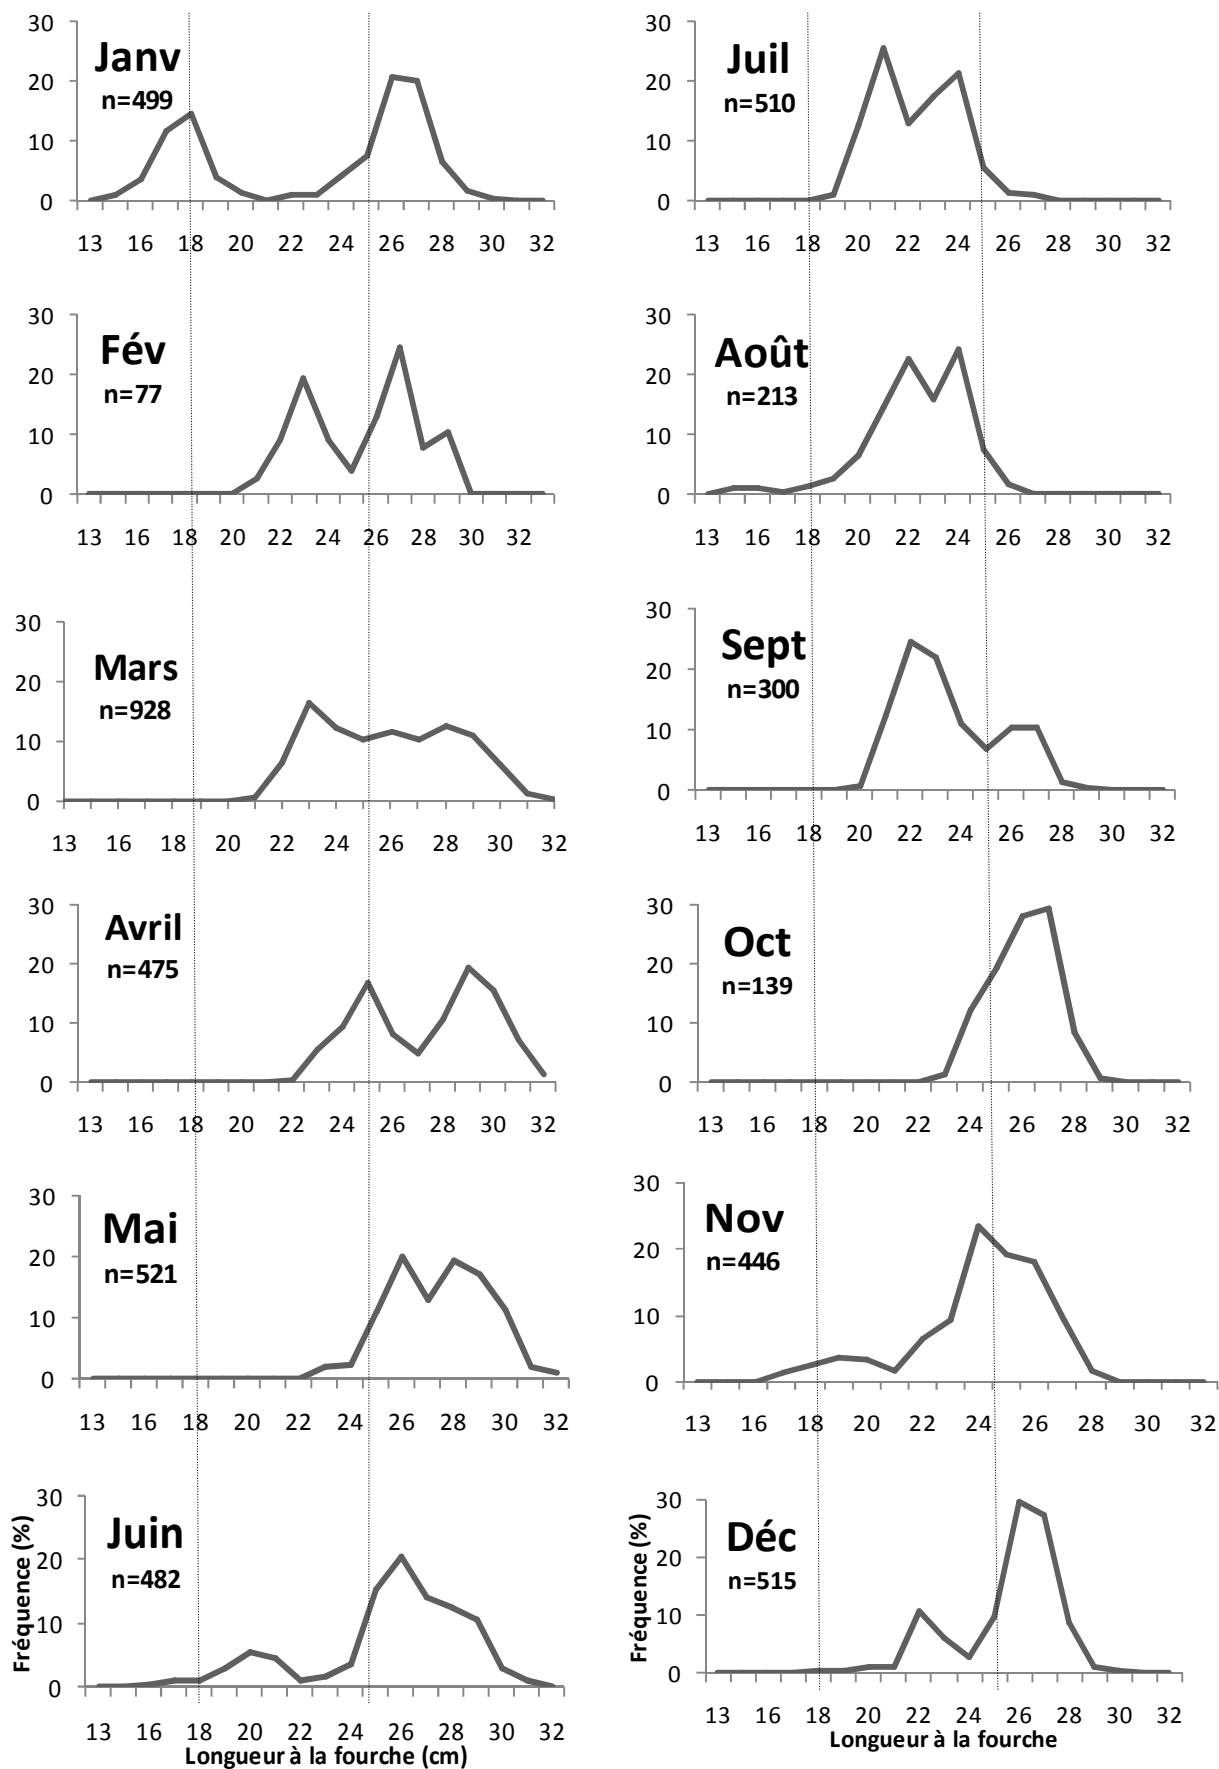 30
Janv
n=499
20
10
0
13 16 18 20 22 24 26 28 30 32
30
Fév
n=77
20
10
0
13 16 18 20 22 24 26 28 30 32
30
Mars
n=928
20
10
0
13 16 18 20 22 24 26 28 30 32
30
Avril
n=475
20
10
0
13 16 18 20 22 24 26 28 30 32
30
Mai
n=521
20
10
0
13 16 18 20 22 24 26 28 30 32
Fréquence (%)
30
Juin
n=482
20
10
0
13 16 18 20 22 24 26 28 30 32
Longueur à la fourche (cm)
30
Juil
n=510
20
10
0
13 16 18 20 22 24 26 28 30 32
30
Août
n=213
20
10
0
13 16 18 20 22 24 26 28 30 32
30
Sept
n=300
20
10
0
13 16 18 20 22 24 26 28 30 32
30
Oct
n=139
20
10
0
13 16 18 20 22 24 26 28 30 32
30
Nov
n=446
20
10
0
13 16 18 20 22 24 26 28 30 32
Fréquence (%)
30
Déc
n=515
20
10
0
13 16 18 20 22 24 26 28 30 32
Longueur à la fourche